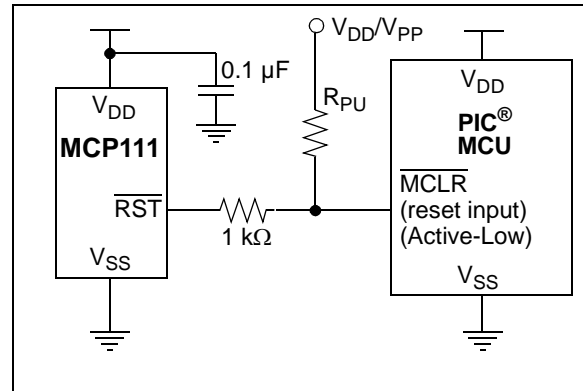 V_DD/V_PP
0.1 µF
R_PU
V_DD
MCP111
RST
V_SS
1 kΩ
V_DD
PIC®
MCU
MCLR
(reset input)
(Active-Low)
V_SS